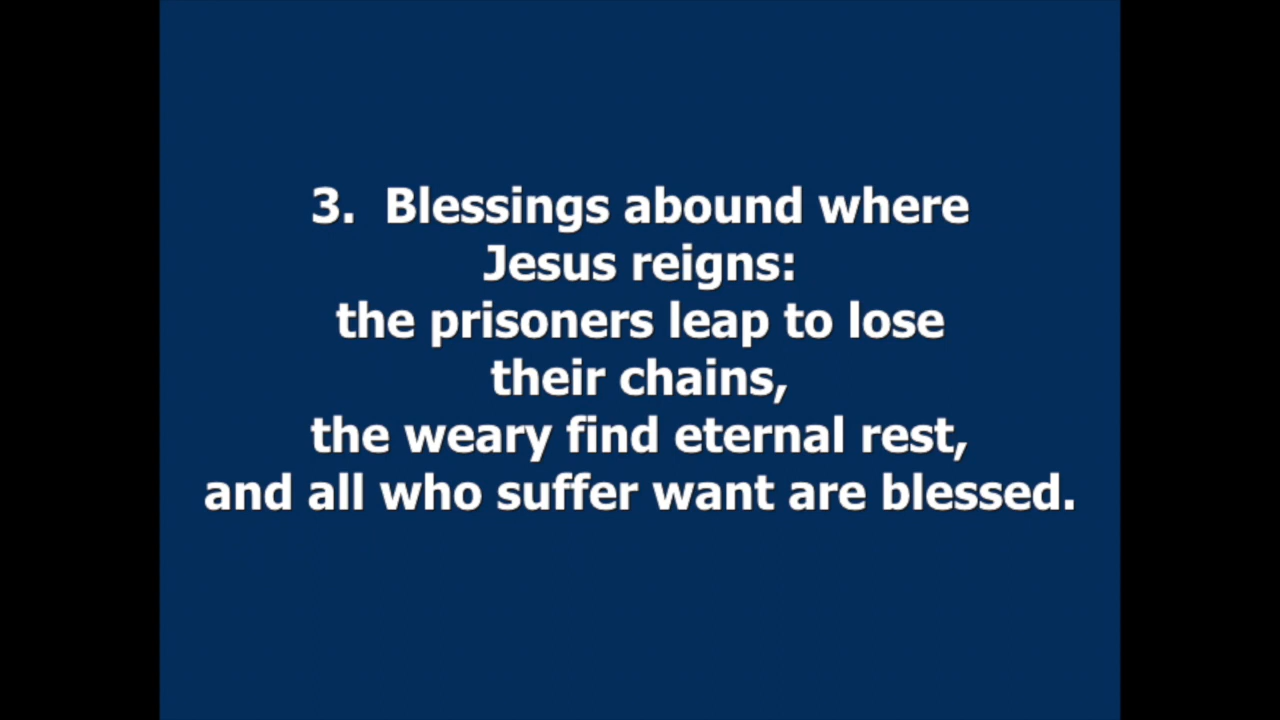 3.  Blessings abound where
Jesus reigns:
the prisoners leap to lose
their chains,
the weary find eternal rest,
and all who suffer want are blessed.